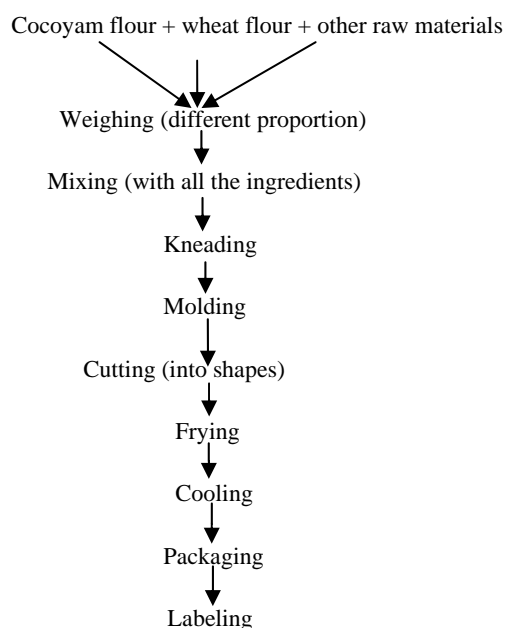 Cocoyam flour + wheat flour + other raw materials
Weighing (different proportion)
Mixing (with all the ingredients)
Kneading
Molding
Cutting (into shapes)
Frying
Cooling
Packaging
Labeling